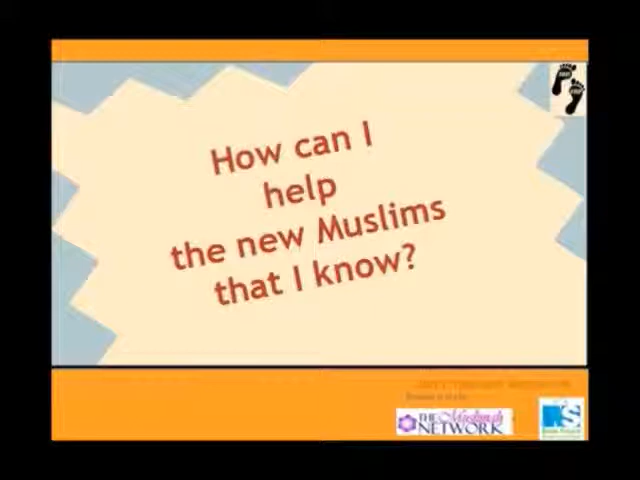 How can I
help
the new Muslims
that I know?
THE Muslimah
NETWORK